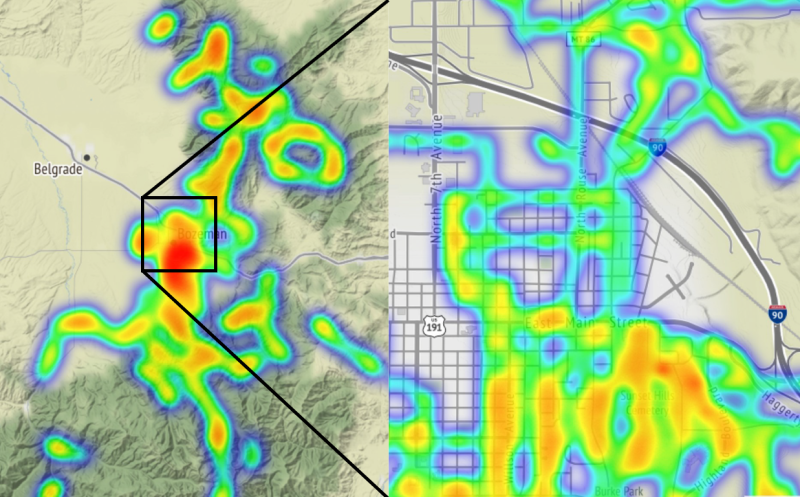 Belgrade
Bozeman
MT 86
90
North 7th Avenue
North Rouse Avenue
US
191
East Main Street
90
Sunset Hills
Cemetery
Haggerty
Burke Park